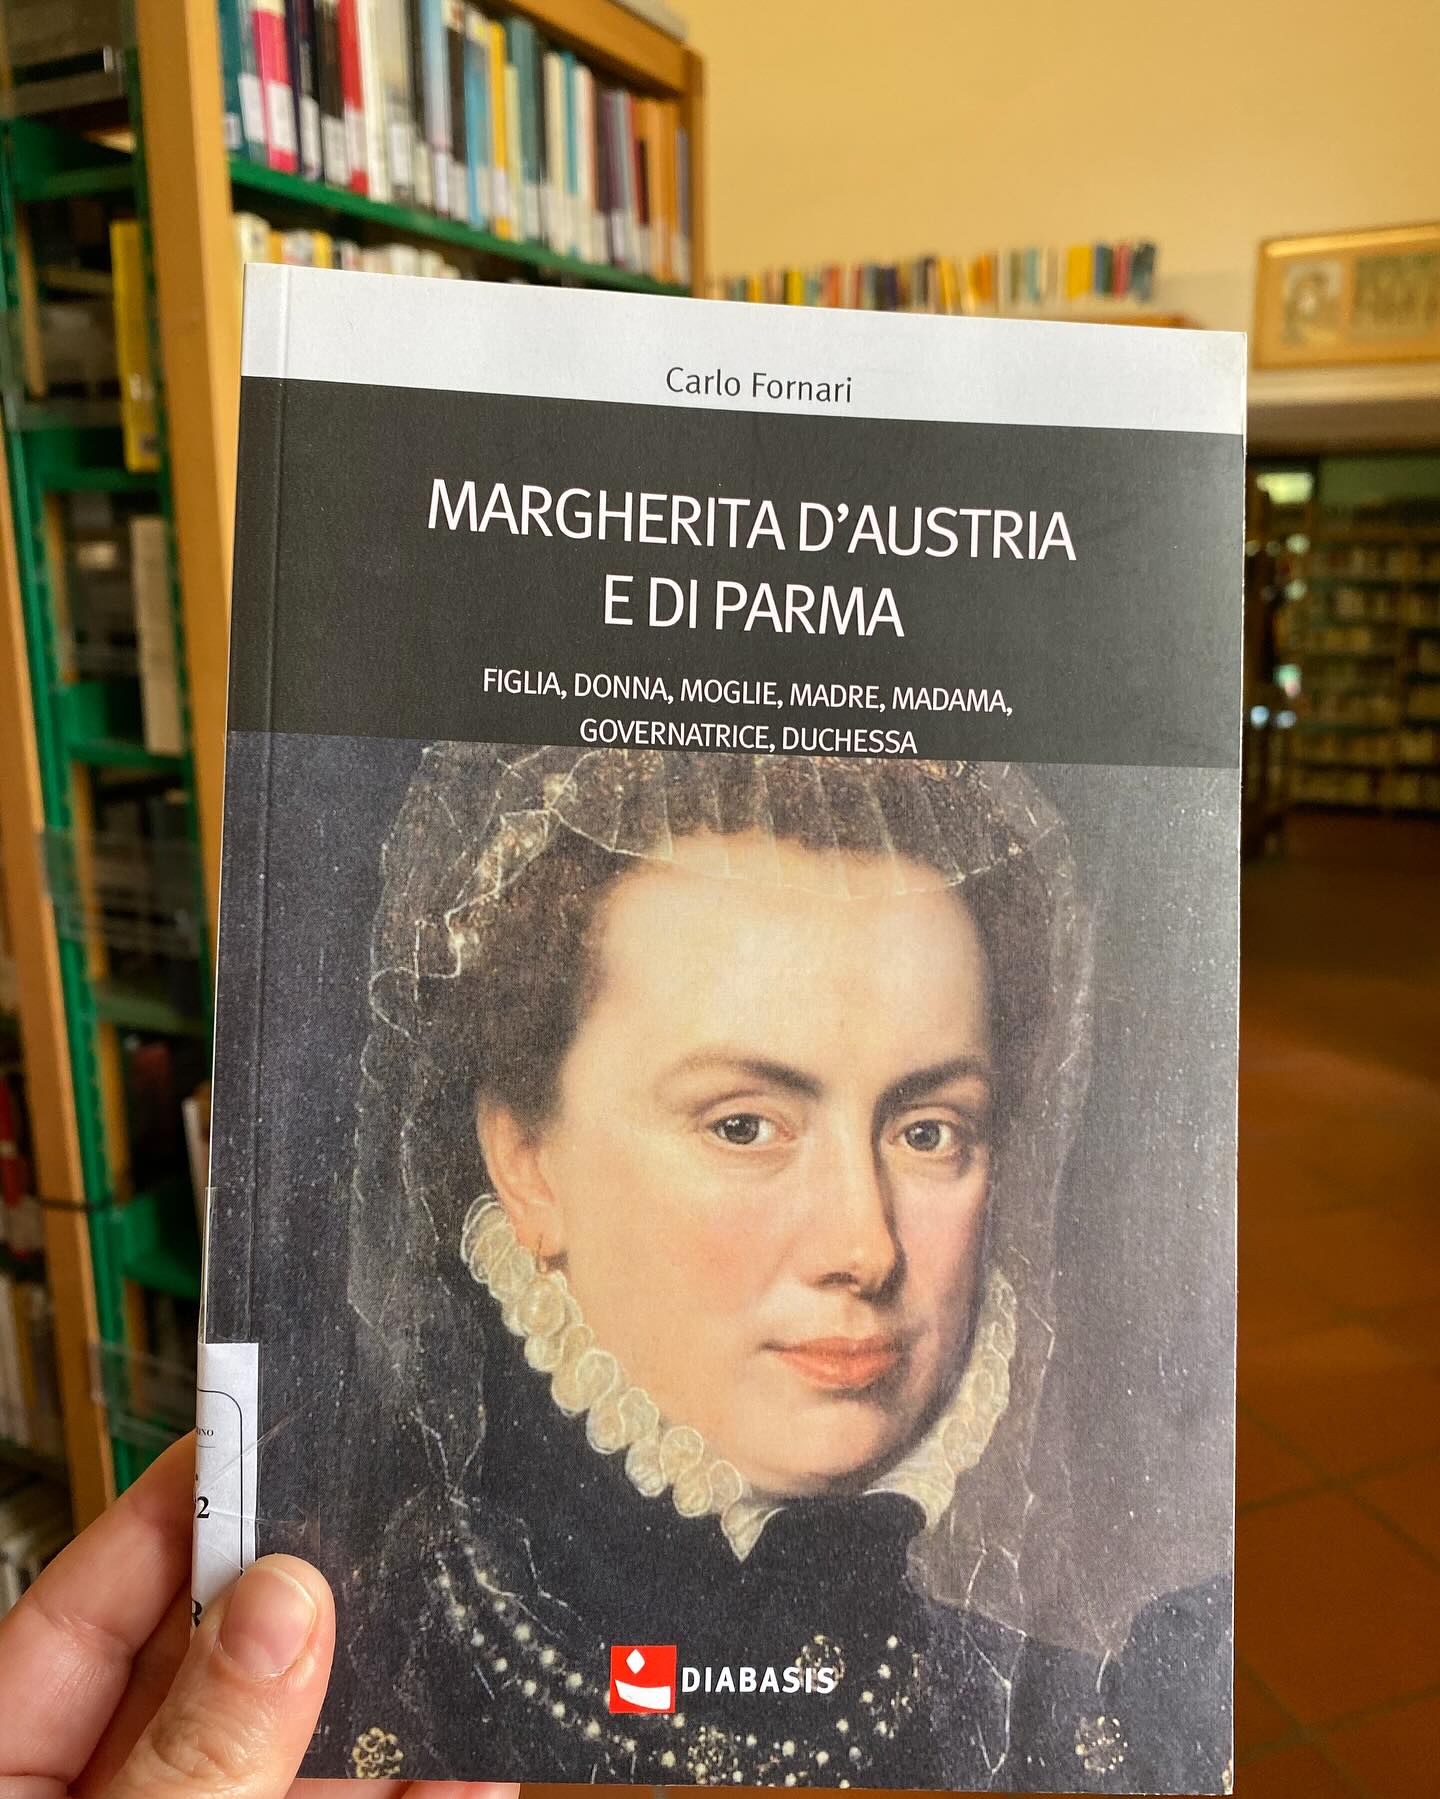 Carlo Fornari
MARGHERITA D'AUSTRIA
E DI PARMA
FIGLIA, DONNA, MOGLIE, MADRE, MADAMA,
GOVERNATRICE, DUCHESSA
DIABASIS